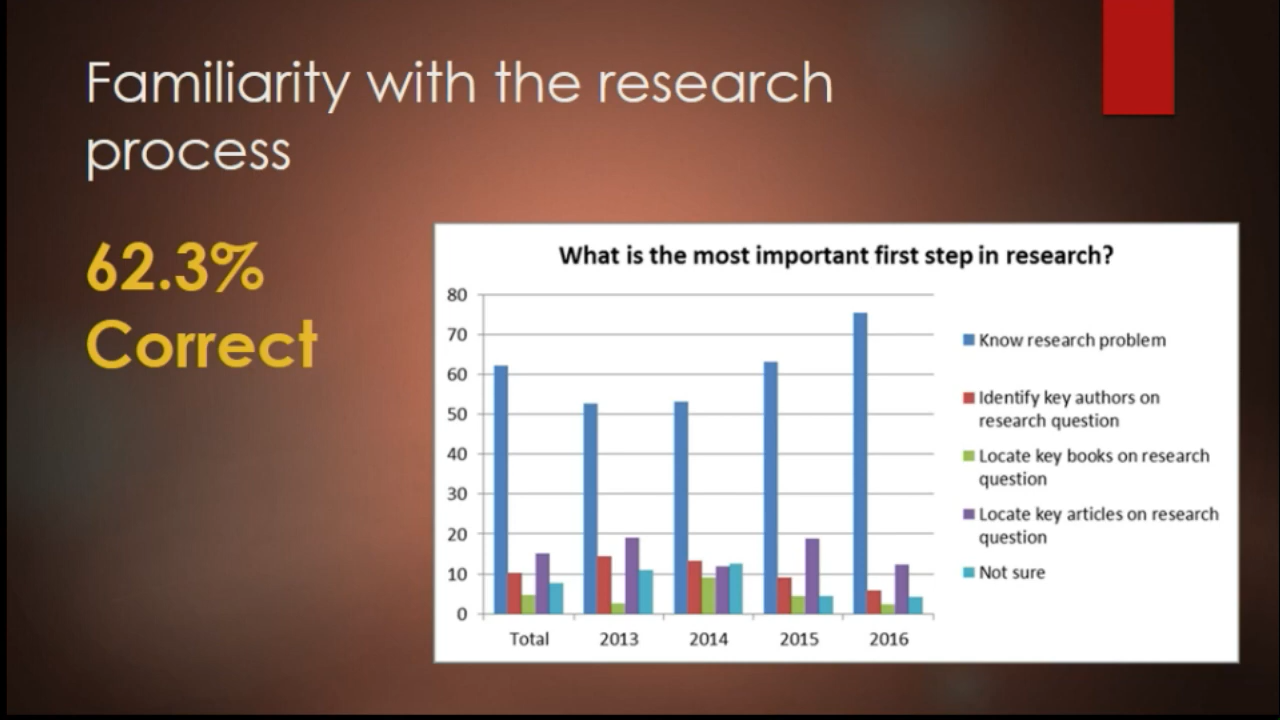 Familiarity with the research
process
62.3%
Correct
What is the most important first step in research?
80
70
60
50
40
30
20
10
0
Total 2013 2014 2015 2016
Know research problem
Identify key authors on
research question
Locate key books on research
question
Locate key articles on research
question
Not sure